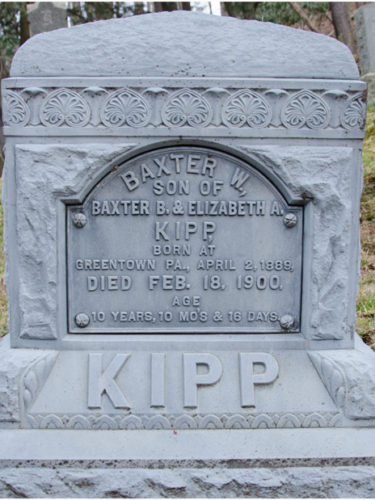 BAXTER W.,
SON OF
BAXTER B. & ELIZABETH A.
KIPP,
BORN AT
GREENTOWN PA., APRIL 2, 1889,
DIED FEB. 18, 1900.
AGE
10 YEARS, 10 MO'S & 16 DAYS.
KIPP